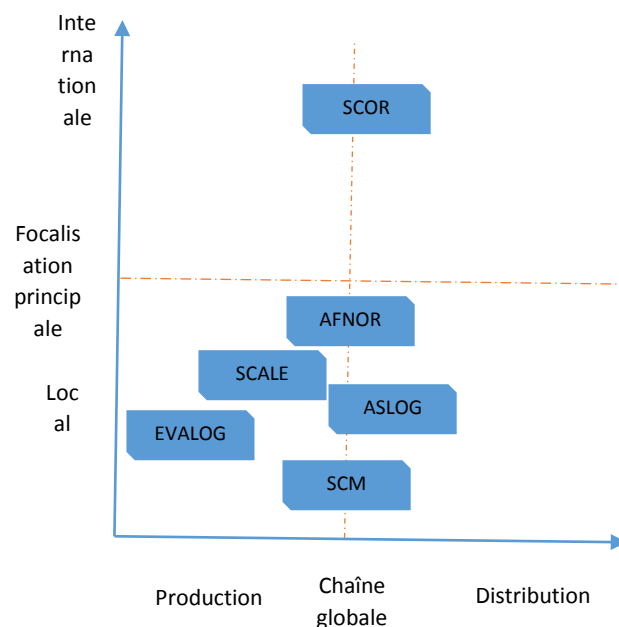 Inte
rna
tion
ale
SCOR
Focalis
ation
princip
ale
AFNOR
SCALE
Loc
al
ASLOG
EVALOG
SCM
Production
Chaîne
globale
Distribution